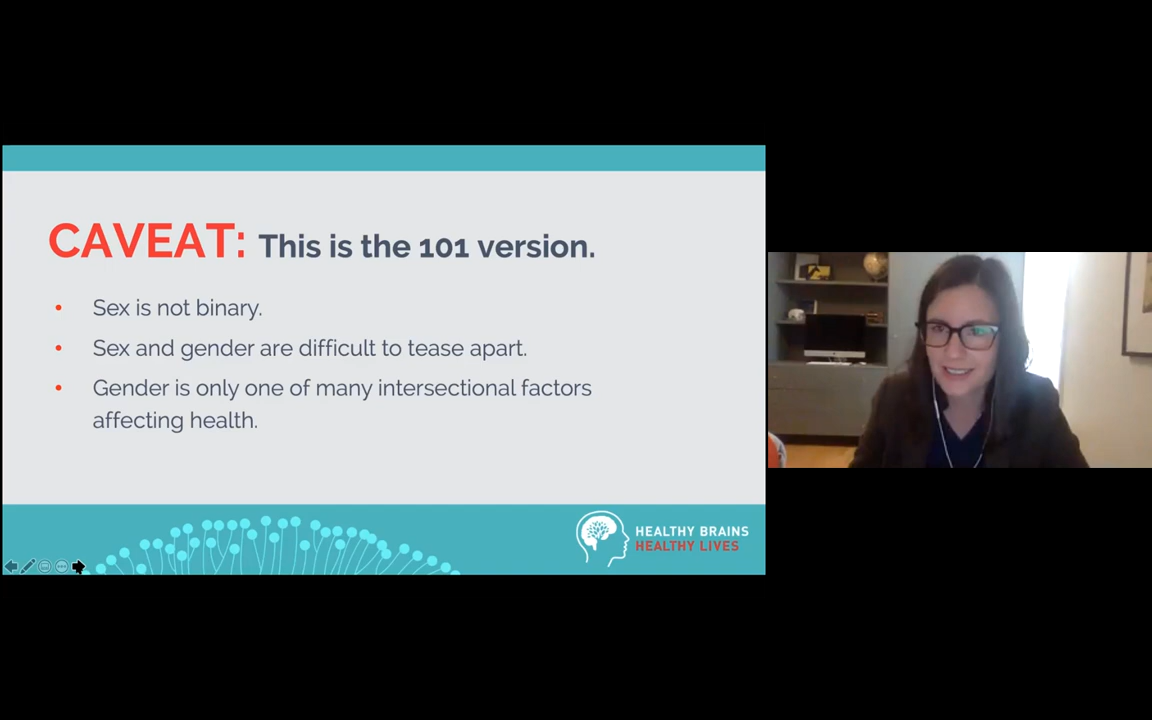 CAVEAT: This is the 101 version.
• Sex is not binary.
• Sex and gender are difficult to tease apart.
• Gender is only one of many intersectional factors
affecting health.
HEALTHY BRAINS
HEALTHY LIVES